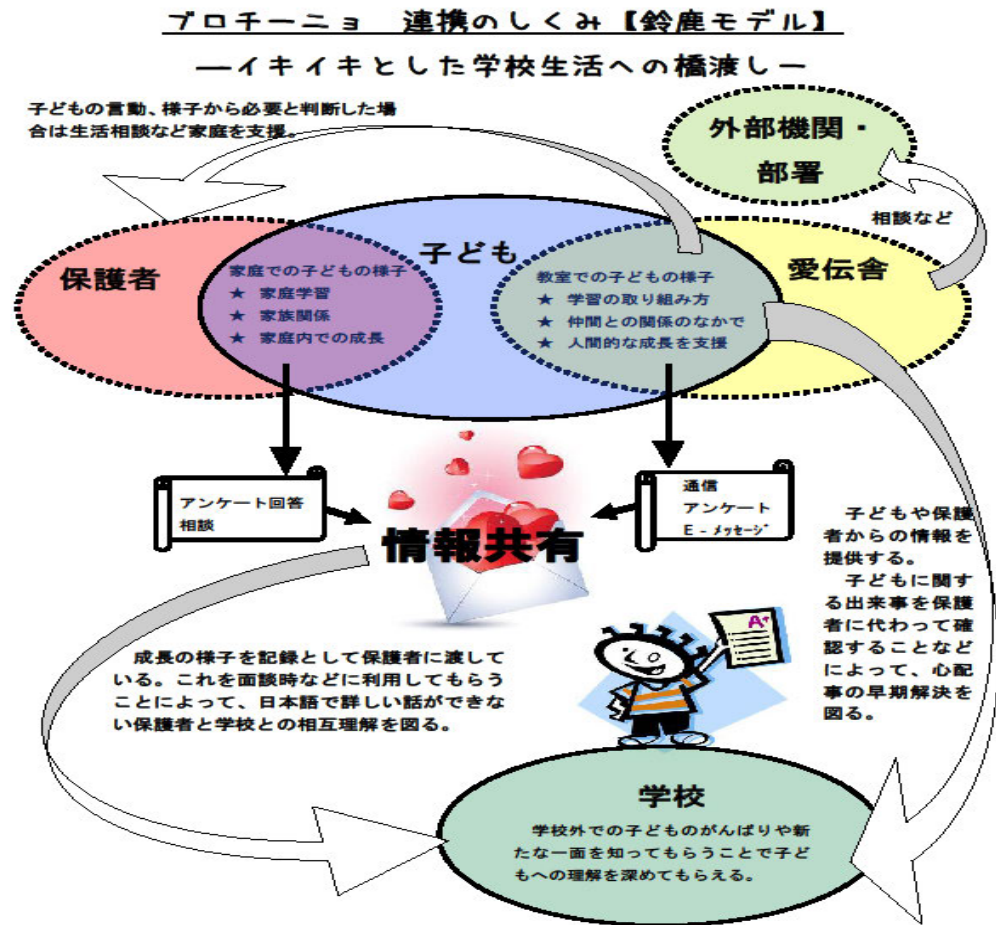 ブロチーニョ 連携のしくみ【鈴鹿モデル】
―イキイキとした学校生活への橋渡し―
子どもの言動、様子から必要と判断した場
合は生活相談など家庭を支援。
外部機関・
部署
相談など
保護者
子ども
愛伝舎
家庭での子どもの様子
★ 家庭学習
★ 家族関係
★ 家庭内での成長
教室での子どもの様子
★ 学習の取り組み方
★ 仲間との関係のなかで
★ 人間的な成長を支援
アンケート回答
相談
情報共有
通信
アンケート
E‐メッセージ
子どもや保護
者からの情報を
提供する。
子どもに関す
る出来事を保護
者に代わって確
認することなど
によって、心配
事の早期解決を
図る。
成長の様子を記録として保護者に渡して
いる。これを面談時などに利用してもらう
ことによって、日本語で詳しい話ができな
い保護者と学校との相互理解を図る。
A+
学校
学校外での子どものがんばりや新
たな一面を知ってもらうことで子ど
もへの理解を深めてもらえる。